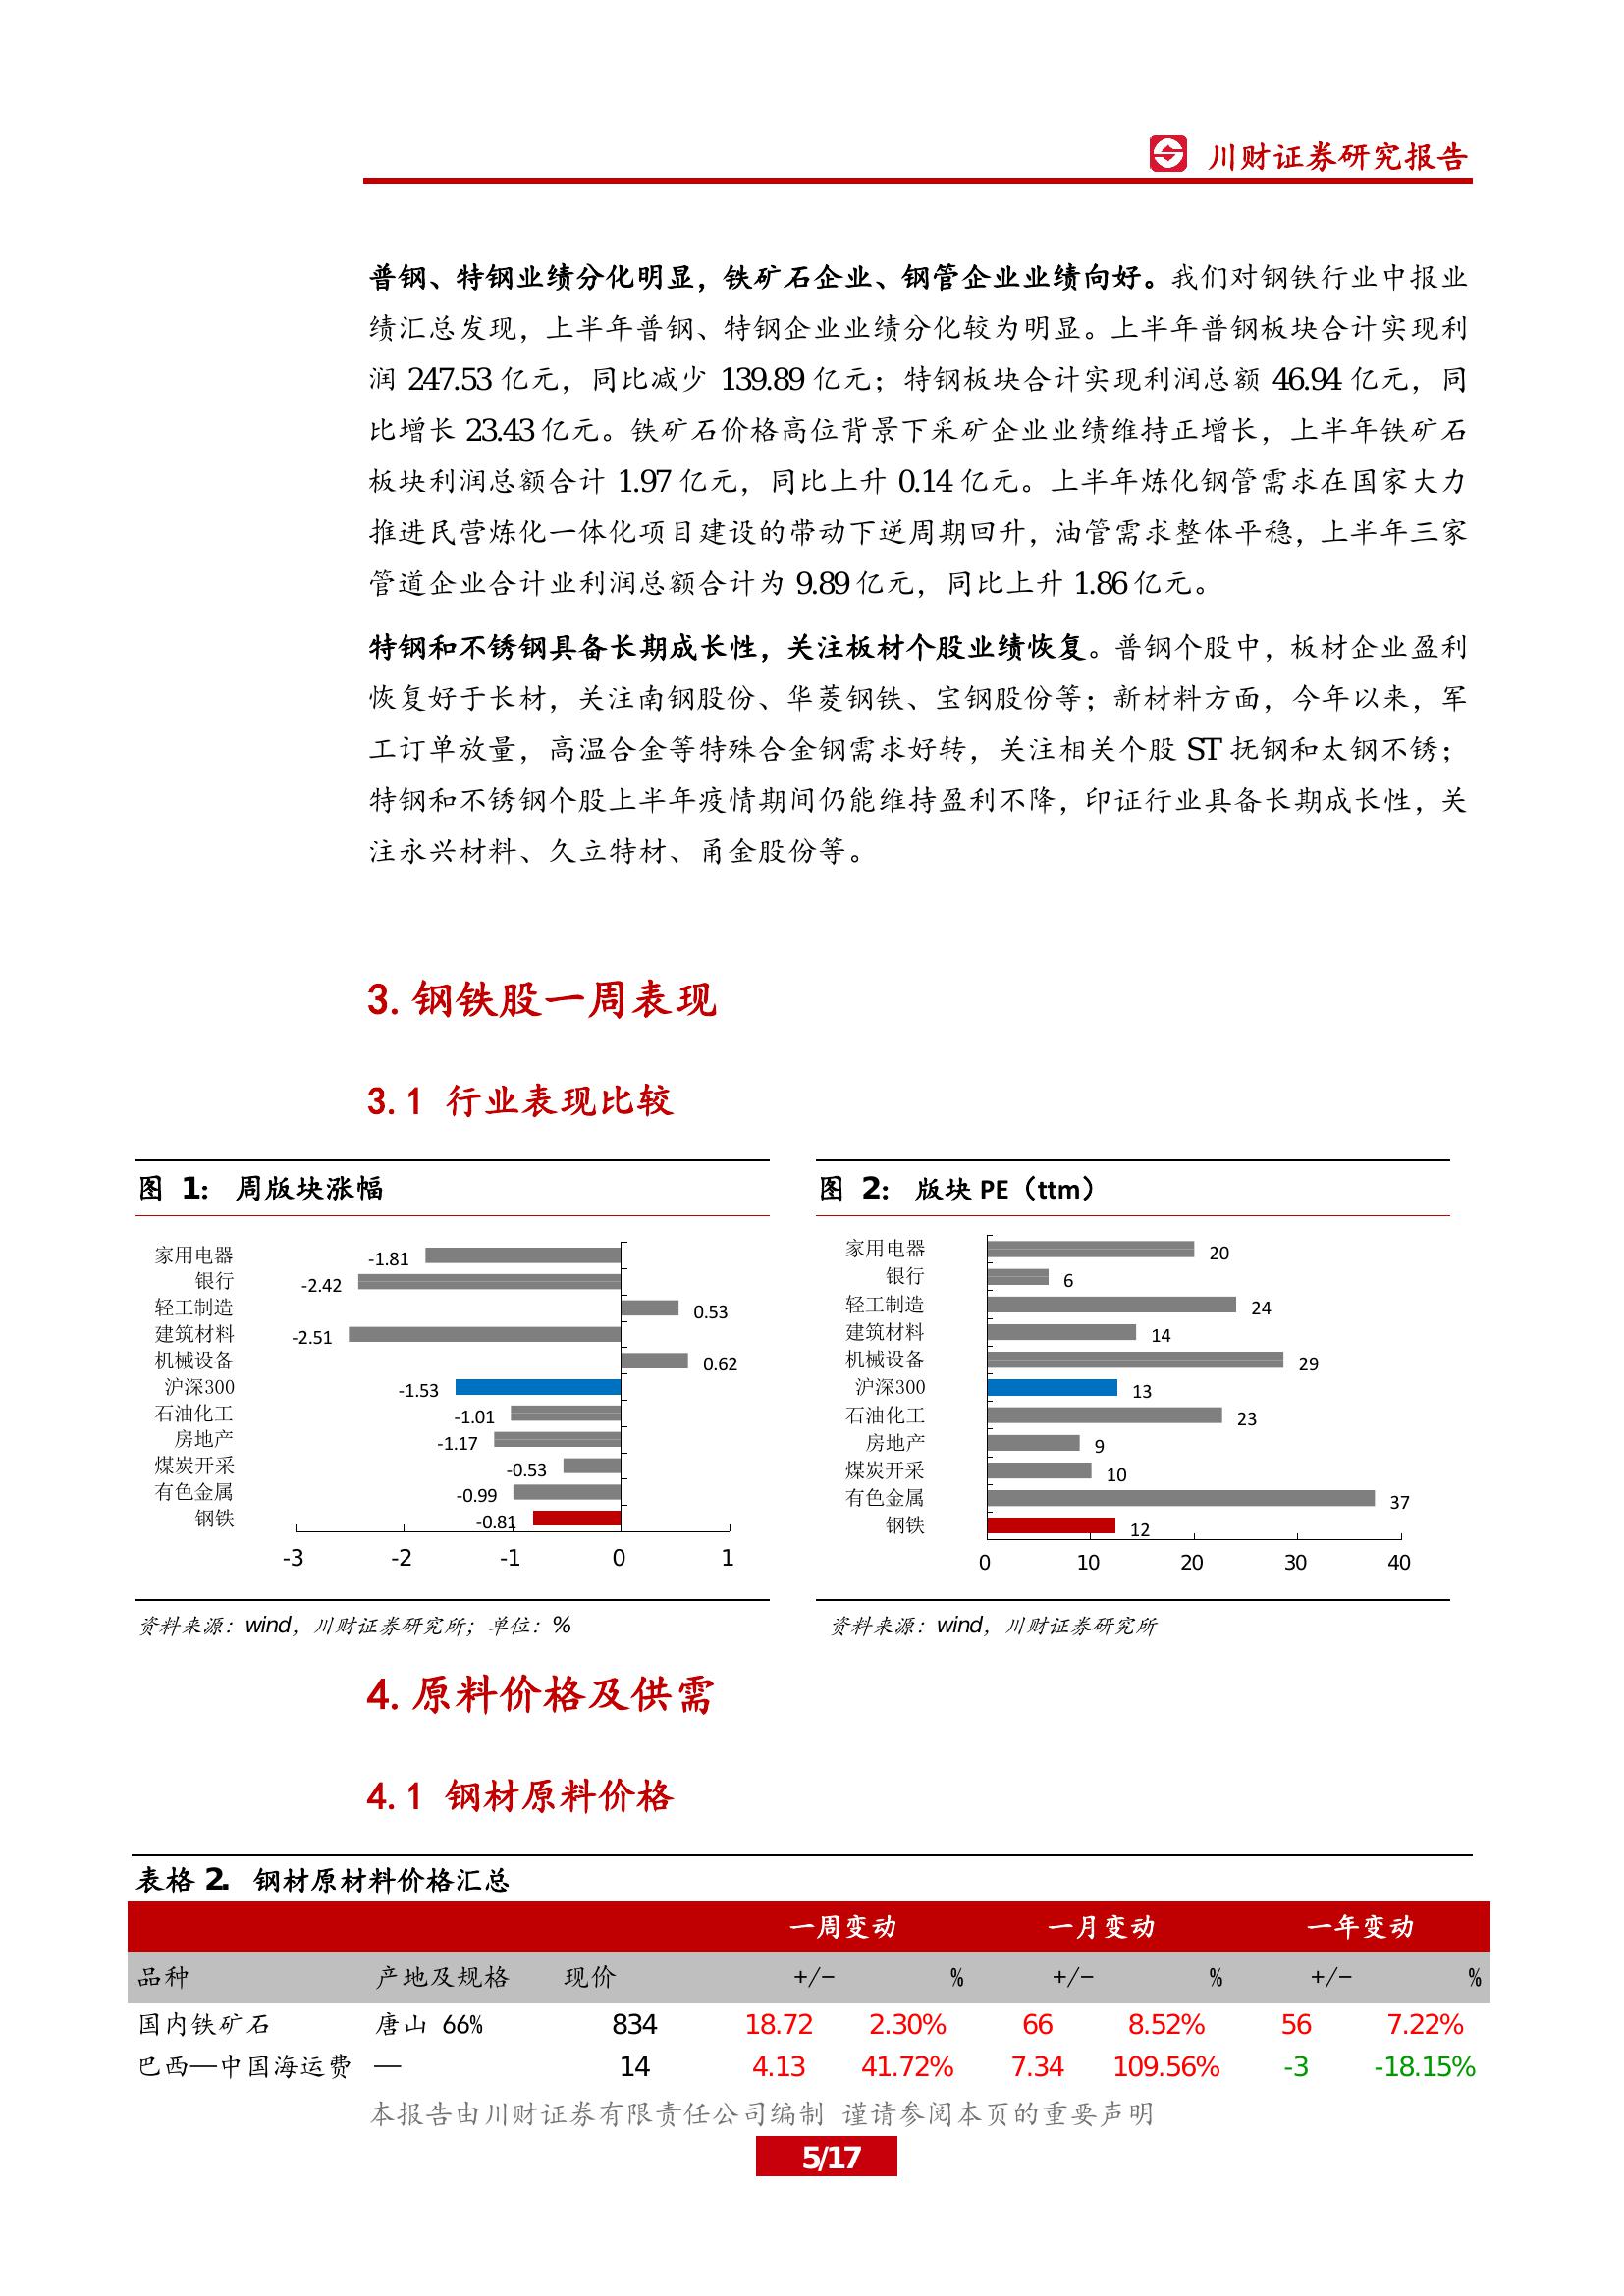 川财证券研究报告
普钢、特钢业绩分化明显，铁矿石企业、钢管企业业绩向好。我们对钢铁行业中报业
绩汇总发现，上半年普钢、特钢企业业绩分化较为明显。上半年普钢板块合计实现利
润 247.53 亿元，同比减少 139.89 亿元；特钢板块合计实现利润总额 46.94 亿元，同
比增长 23.43 亿元。铁矿石价格高位背景下采矿企业业绩维持正增长，上半年铁矿石
板块利润总额合计 1.97 亿元，同比上升 0.14 亿元。上半年炼化钢管需求在国家大力
推进民营炼化一体化项目建设的带动下逆周期回升，油管需求整体平稳，上半年三家
管道企业合计业利润总额合计为 9.89 亿元，同比上升 1.86 亿元。
特钢和不锈钢具备长期成长性，关注板材个股业绩恢复。普钢个股中，板材企业盈利
恢复好于长材，关注南钢股份、华菱钢铁、宝钢股份等；新材料方面，今年以来，军
工订单放量，高温合金等特殊合金钢需求好转，关注相关个股 ST 抚钢和太钢不锈；
特钢和不锈钢个股上半年疫情期间仍能维持盈利不降，印证行业具备长期成长性，关
注永兴材料、久立特材、甬金股份等。
3. 钢铁股一周表现
3.1 行业表现比较
图 1： 周版块涨幅
家用电器 -1.81
银行 -2.42
轻工制造 0.53
建筑材料 -2.51
机械设备 0.62
沪深300 -1.53
石油化工 -1.01
房地产 -1.17
煤炭开采 -0.53
有色金属 -0.99
钢铁 -0.81
-3 -2 -1 0 1
资料来源：wind，川财证券研究所；单位：%
图 2： 版块 PE（ttm）
家用电器 20
银行 6
轻工制造 24
建筑材料 14
机械设备 29
沪深300 13
石油化工 23
房地产 9
煤炭开采 10
有色金属 37
钢铁 12
0 10 20 30 40
资料来源：wind，川财证券研究所
4. 原料价格及供需
4.1 钢材原料价格
表格 2. 钢材原材料价格汇总
一周变动 一月变动 一年变动
品种 产地及规格 现价 +/- % +/- % +/- %
国内铁矿石 唐山 66% 834 18.72 2.30% 66 8.52% 56 7.22%
巴西—中国海运费 — 14 4.13 41.72% 7.34 109.56% -3 -18.15%
本报告由川财证券有限责任公司编制 谨请参阅本页的重要声明
5/17